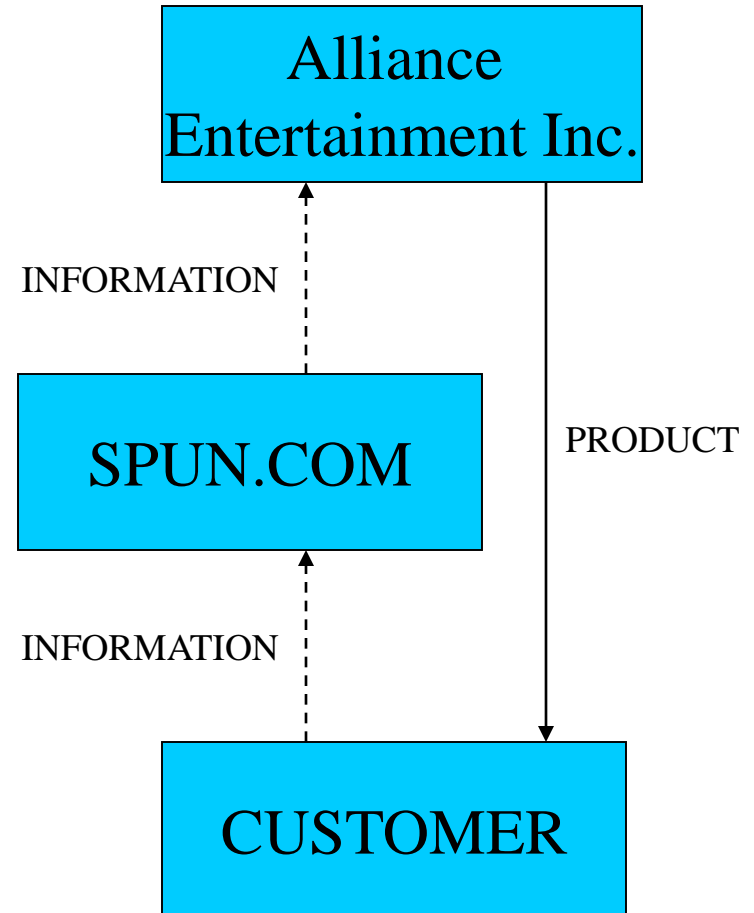 Alliance
Entertainment Inc.
INFORMATION
SPUN.COM
PRODUCT
INFORMATION
CUSTOMER